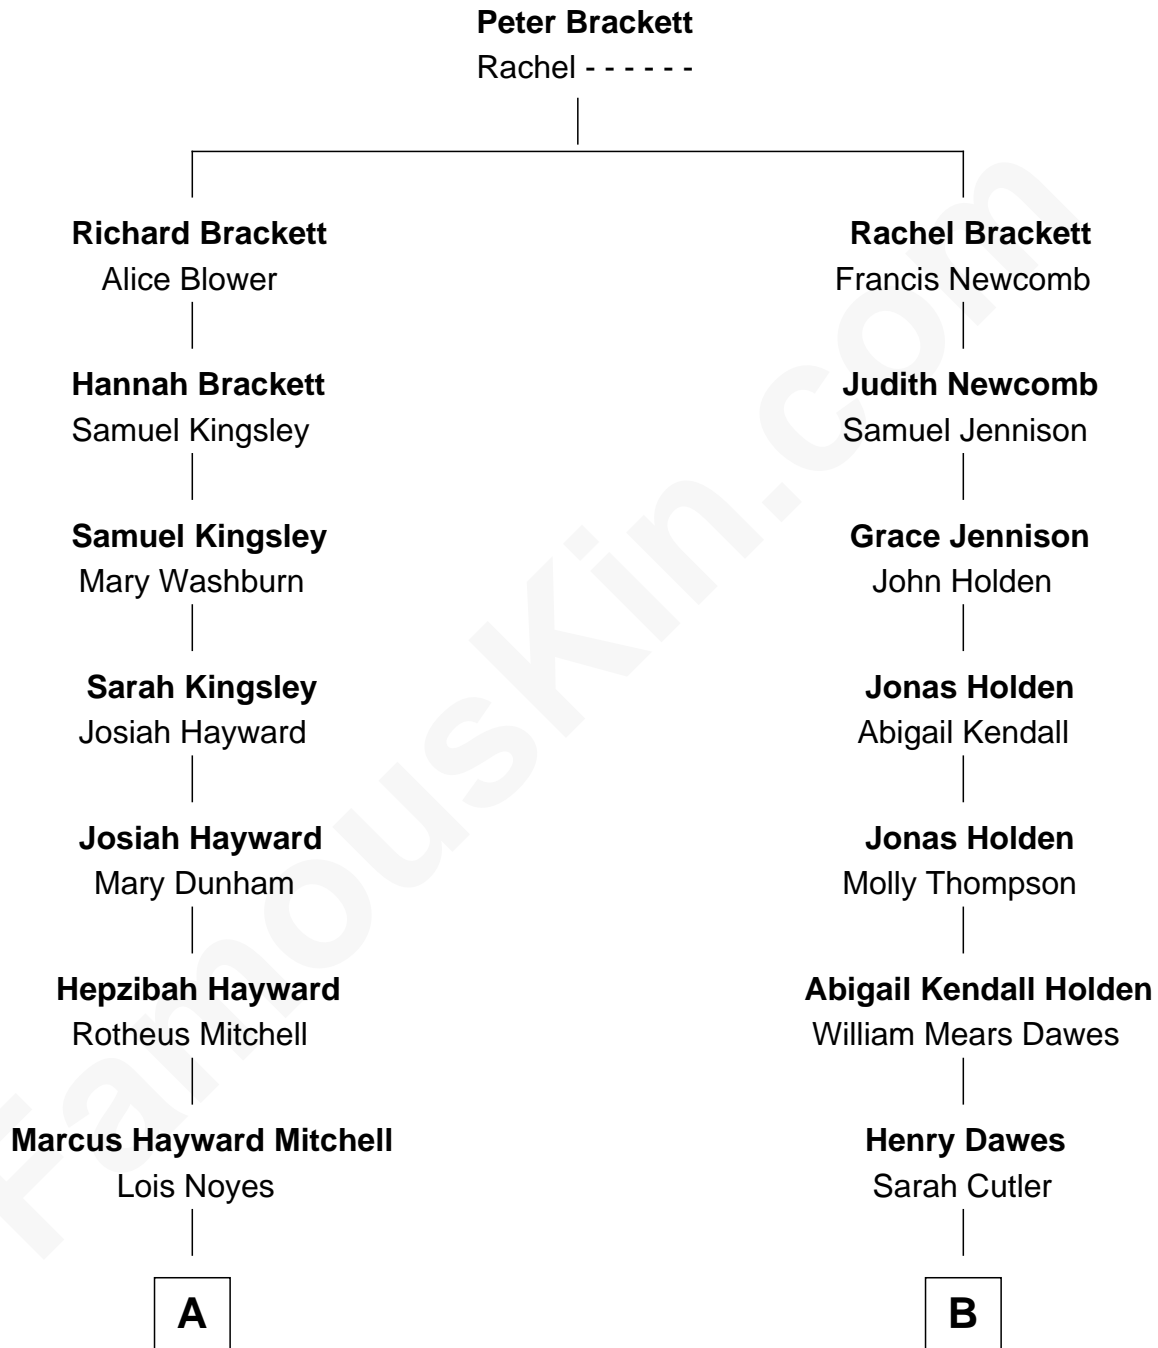 Peter Brackett
Rachel - - - - - -
Richard Brackett
Alice Blower
Rachel Brackett
Francis Newcomb
Hannah Brackett
Samuel Kingsley
Judith Newcomb
Samuel Jennison
Samuel Kingsley
Mary Washburn
Grace Jennison
John Holden
Sarah Kingsley
Josiah Hayward
Jonas Holden
Abigail Kendall
Josiah Hayward
Mary Dunham
Jonas Holden
Molly Thompson
Hepzibah Hayward
Rotheus Mitchell
Abigail Kendall Holden
William Mears Dawes
Marcus Hayward Mitchell
Lois Noyes
Henry Dawes
Sarah Cutler
A
B
FamousKin.com